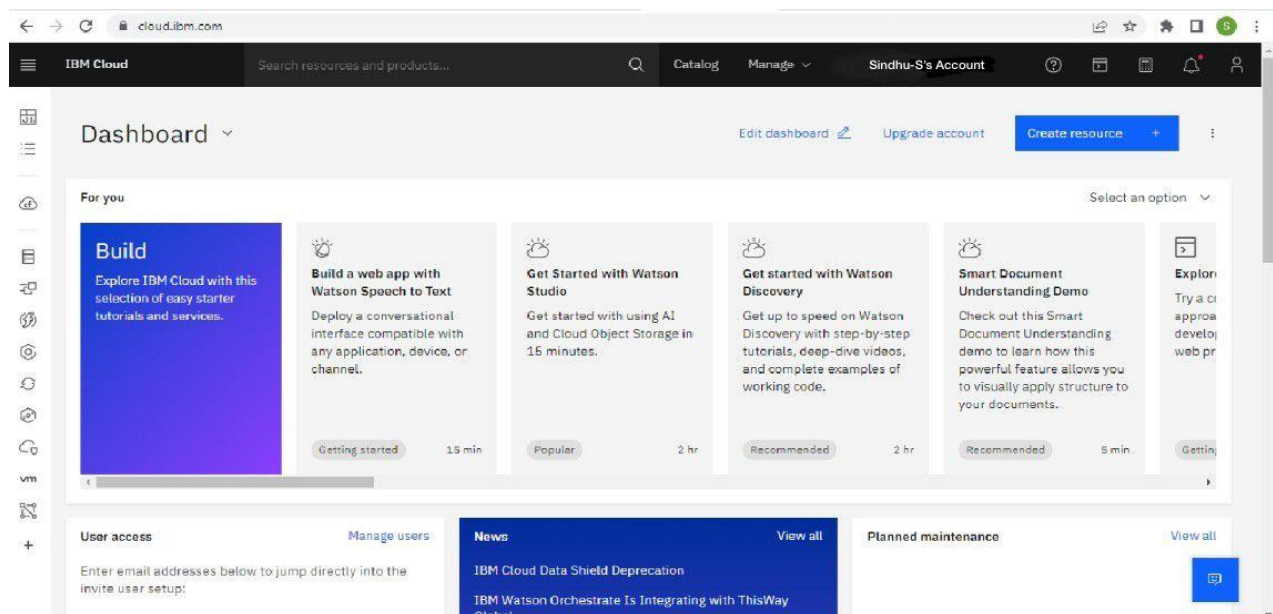 cloud.ibm.com
S
IBM Cloud
Search resources and products...
Catalog
Manage
Sindhu-S's Account
Dashboard
Edit dashboard
Upgrade account
Create resource +
For you
Select an option
Build
Explore IBM Cloud with this
selection of easy starter
tutorials and services.
Build a web app with
Watson Speech to Text
Deploy a conversational
interface compatible with
any application, device, or
channel.
Getting started
15 min
Get Started with Watson
Studio
Get started with using AI
and Cloud Object Storage in
15 minutes.
Popular
2 hr
Get started with Watson
Discovery
Get up to speed on Watson
Discovery with step-by-step
tutorials, deep-dive videos,
and complete examples of
working code.
Recommended
2 hr
Smart Document
Understanding Demo
Check out this Smart
Document Understanding
demo to learn how this
powerful feature allows you
to visually apply structure to
your documents.
Recommended
5 min
Explor
Try a c
approa
develop
web pr
Gettin
vm
User access
Manage users
Enter email addresses below to jump directly into the
invite user setup:
News
View all
IBM Cloud Data Shield Deprecation
IBM Watson Orchestrate Is Integrating with ThisWay
Planned maintenance
View all